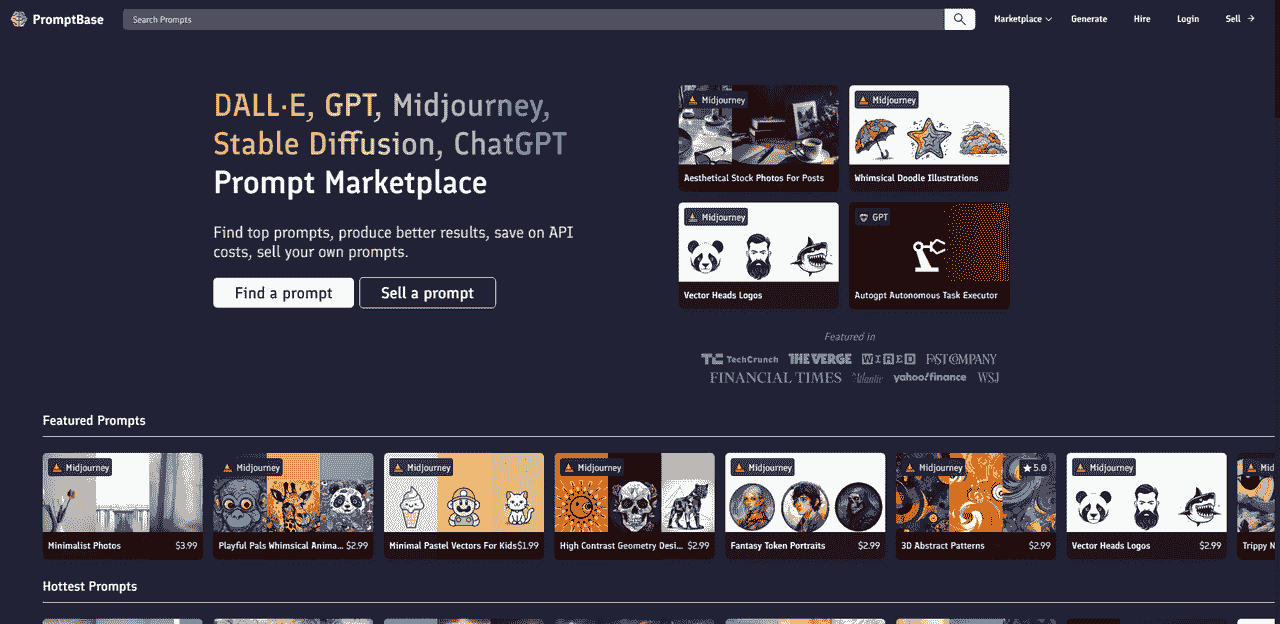 PromptBase
Search Prompts
Marketplace
Generate
Hire
Login
Sell
DALL·E, GPT, Midjourney,
Stable Diffusion, ChatGPT
Prompt Marketplace
Find top prompts, produce better results, save on API
costs, sell your own prompts.
Find a prompt
Sell a prompt
Midjourney
Aesthetical Stock Photos For Posts
Midjourney
Whimsical Doodle Illustrations
Midjourney
Vector Heads Logos
GPT
Autogpt Autonomous Task Executor
Featured in
TC TechCrunch THE VERGE WIRED FAST COMPANY
FINANCIAL TIMES The Atlantic yahoo!finance WSJ
Featured Prompts
Midjourney
Minimalist Photos $3.99
Midjourney
Playful Pals Whimsical Anima... $2.99
Midjourney
Minimal Pastel Vectors For Kids $1.99
Midjourney
High Contrast Geometry Desi... $2.99
Midjourney
Fantasy Token Portraits $2.99
Midjourney 5.0
3D Abstract Patterns $2.99
Midjourney
Vector Heads Logos $2.99
Mid
Trippy N
Hottest Prompts